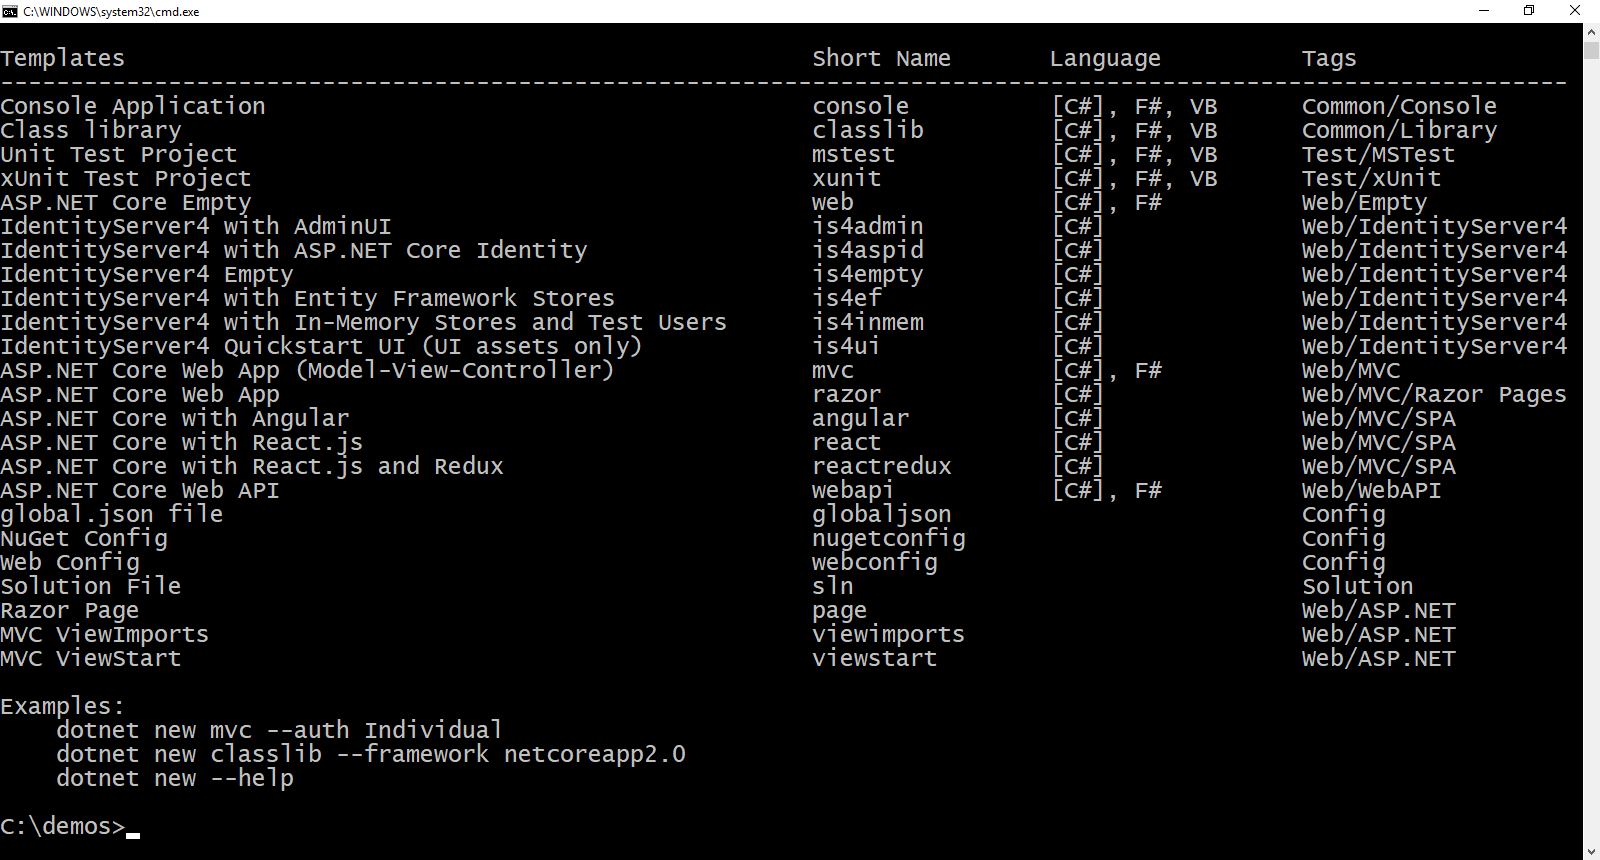 C:\WINDOWS\system32\cmd.exe
Templates Short Name Language Tags
----------------------------------------------------------------------------------------------------------------
Console Application console [C#], F#, VB Common/Console
Class library classlib [C#], F#, VB Common/Library
Unit Test Project mstest [C#], F#, VB Test/MSTest
xUnit Test Project xunit [C#], F#, VB Test/xUnit
ASP.NET Core Empty web [C#], F# Web/Empty
IdentityServer4 with AdminUI is4admin [C#] Web/IdentityServer4
IdentityServer4 with ASP.NET Core Identity is4aspid [C#] Web/IdentityServer4
IdentityServer4 Empty is4empty [C#] Web/IdentityServer4
IdentityServer4 with Entity Framework Stores is4ef [C#] Web/IdentityServer4
IdentityServer4 with In-Memory Stores and Test Users is4inmem [C#] Web/IdentityServer4
IdentityServer4 Quickstart UI (UI assets only) is4ui [C#] Web/IdentityServer4
ASP.NET Core Web App (Model-View-Controller) mvc [C#], F# Web/MVC
ASP.NET Core Web App razor [C#] Web/MVC/Razor Pages
ASP.NET Core with Angular angular [C#] Web/MVC/SPA
ASP.NET Core with React.js react [C#] Web/MVC/SPA
ASP.NET Core with React.js and Redux reactredux [C#] Web/MVC/SPA
ASP.NET Core Web API webapi [C#], F# Web/WebAPI
global.json file globaljson Config
NuGet Config nugetconfig Config
Web Config webconfig Config
Solution File sln Solution
Razor Page page Web/ASP.NET
MVC ViewImports viewimports Web/ASP.NET
MVC ViewStart viewstart Web/ASP.NET
Examples:
dotnet new mvc --auth Individual
dotnet new classlib --framework netcoreapp2.0
dotnet new --help
C:\demos>